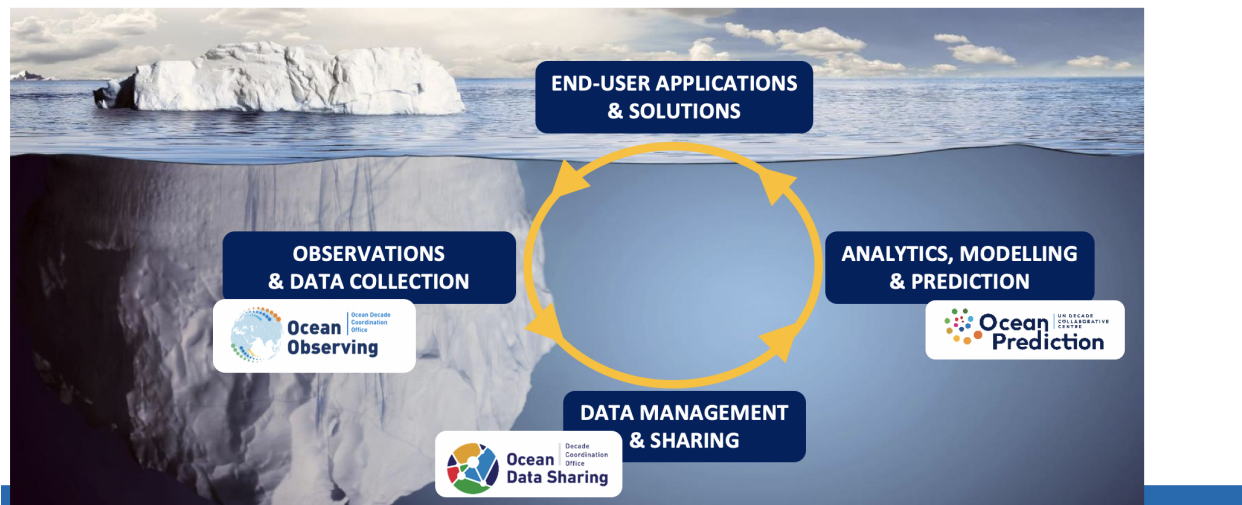 END-USER APPLICATIONS
& SOLUTIONS
OBSERVATIONS
& DATA COLLECTION
Ocean
Observing
Ocean Decade
Coordination
Office
ANALYTICS, MODELLING
& PREDICTION
Ocean
Prediction
UN DECADE
COLLABORATIVE
CENTRE
DATA MANAGEMENT
& SHARING
Ocean
Data Sharing
Decade
Coordination
Office